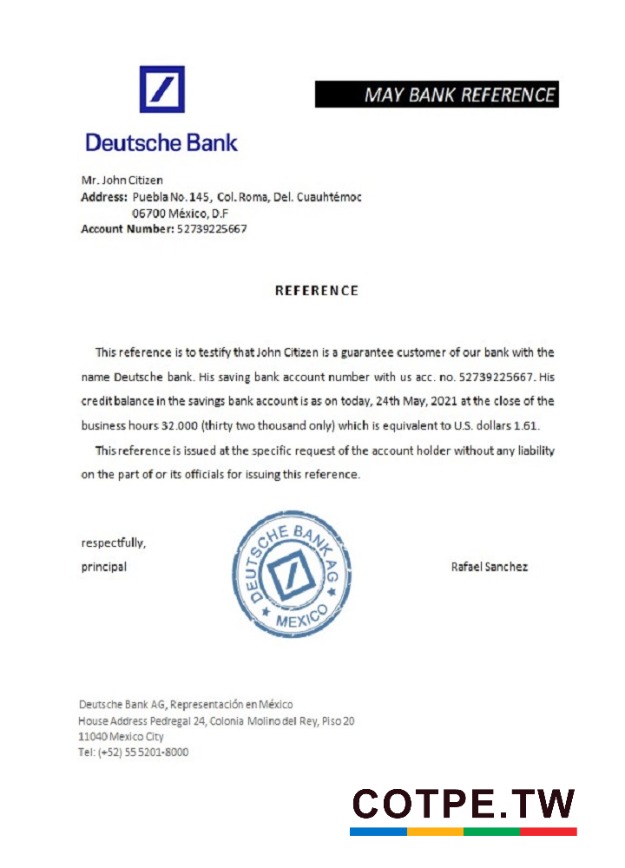 MAY BANK REFERENCE
Deutsche Bank
Mr. John Citizen
Address: Puebla No. 145, Col. Roma, Del. Cuauhtémoc
06700 México, D.F
Account Number: 52739225667
REFERENCE
This reference is to testify that John Citizen is a guarantee customer of our bank with the
name Deutsche bank. His saving bank account number with us acc. no. 52739225667. His
credit balance in the savings bank account is as on today, 24th May, 2021 at the close of the
business hours 32.000 (thirty two thousand only) which is equivalent to U.S. dollars 1.61.
This reference is issued at the specific request of the account holder without any liability
on the part of or its officials for issuing this reference.
respectfully,
principal
DEUTSCHE BANK AG
MEXICO
Rafael Sanchez
Deutsche Bank AG, Representación en México
House Address Pedregal 24, Colonia Molino del Rey, Piso 20
11040 Mexico City
Tel: (+52) 55 5201-8000
COTPE.TW